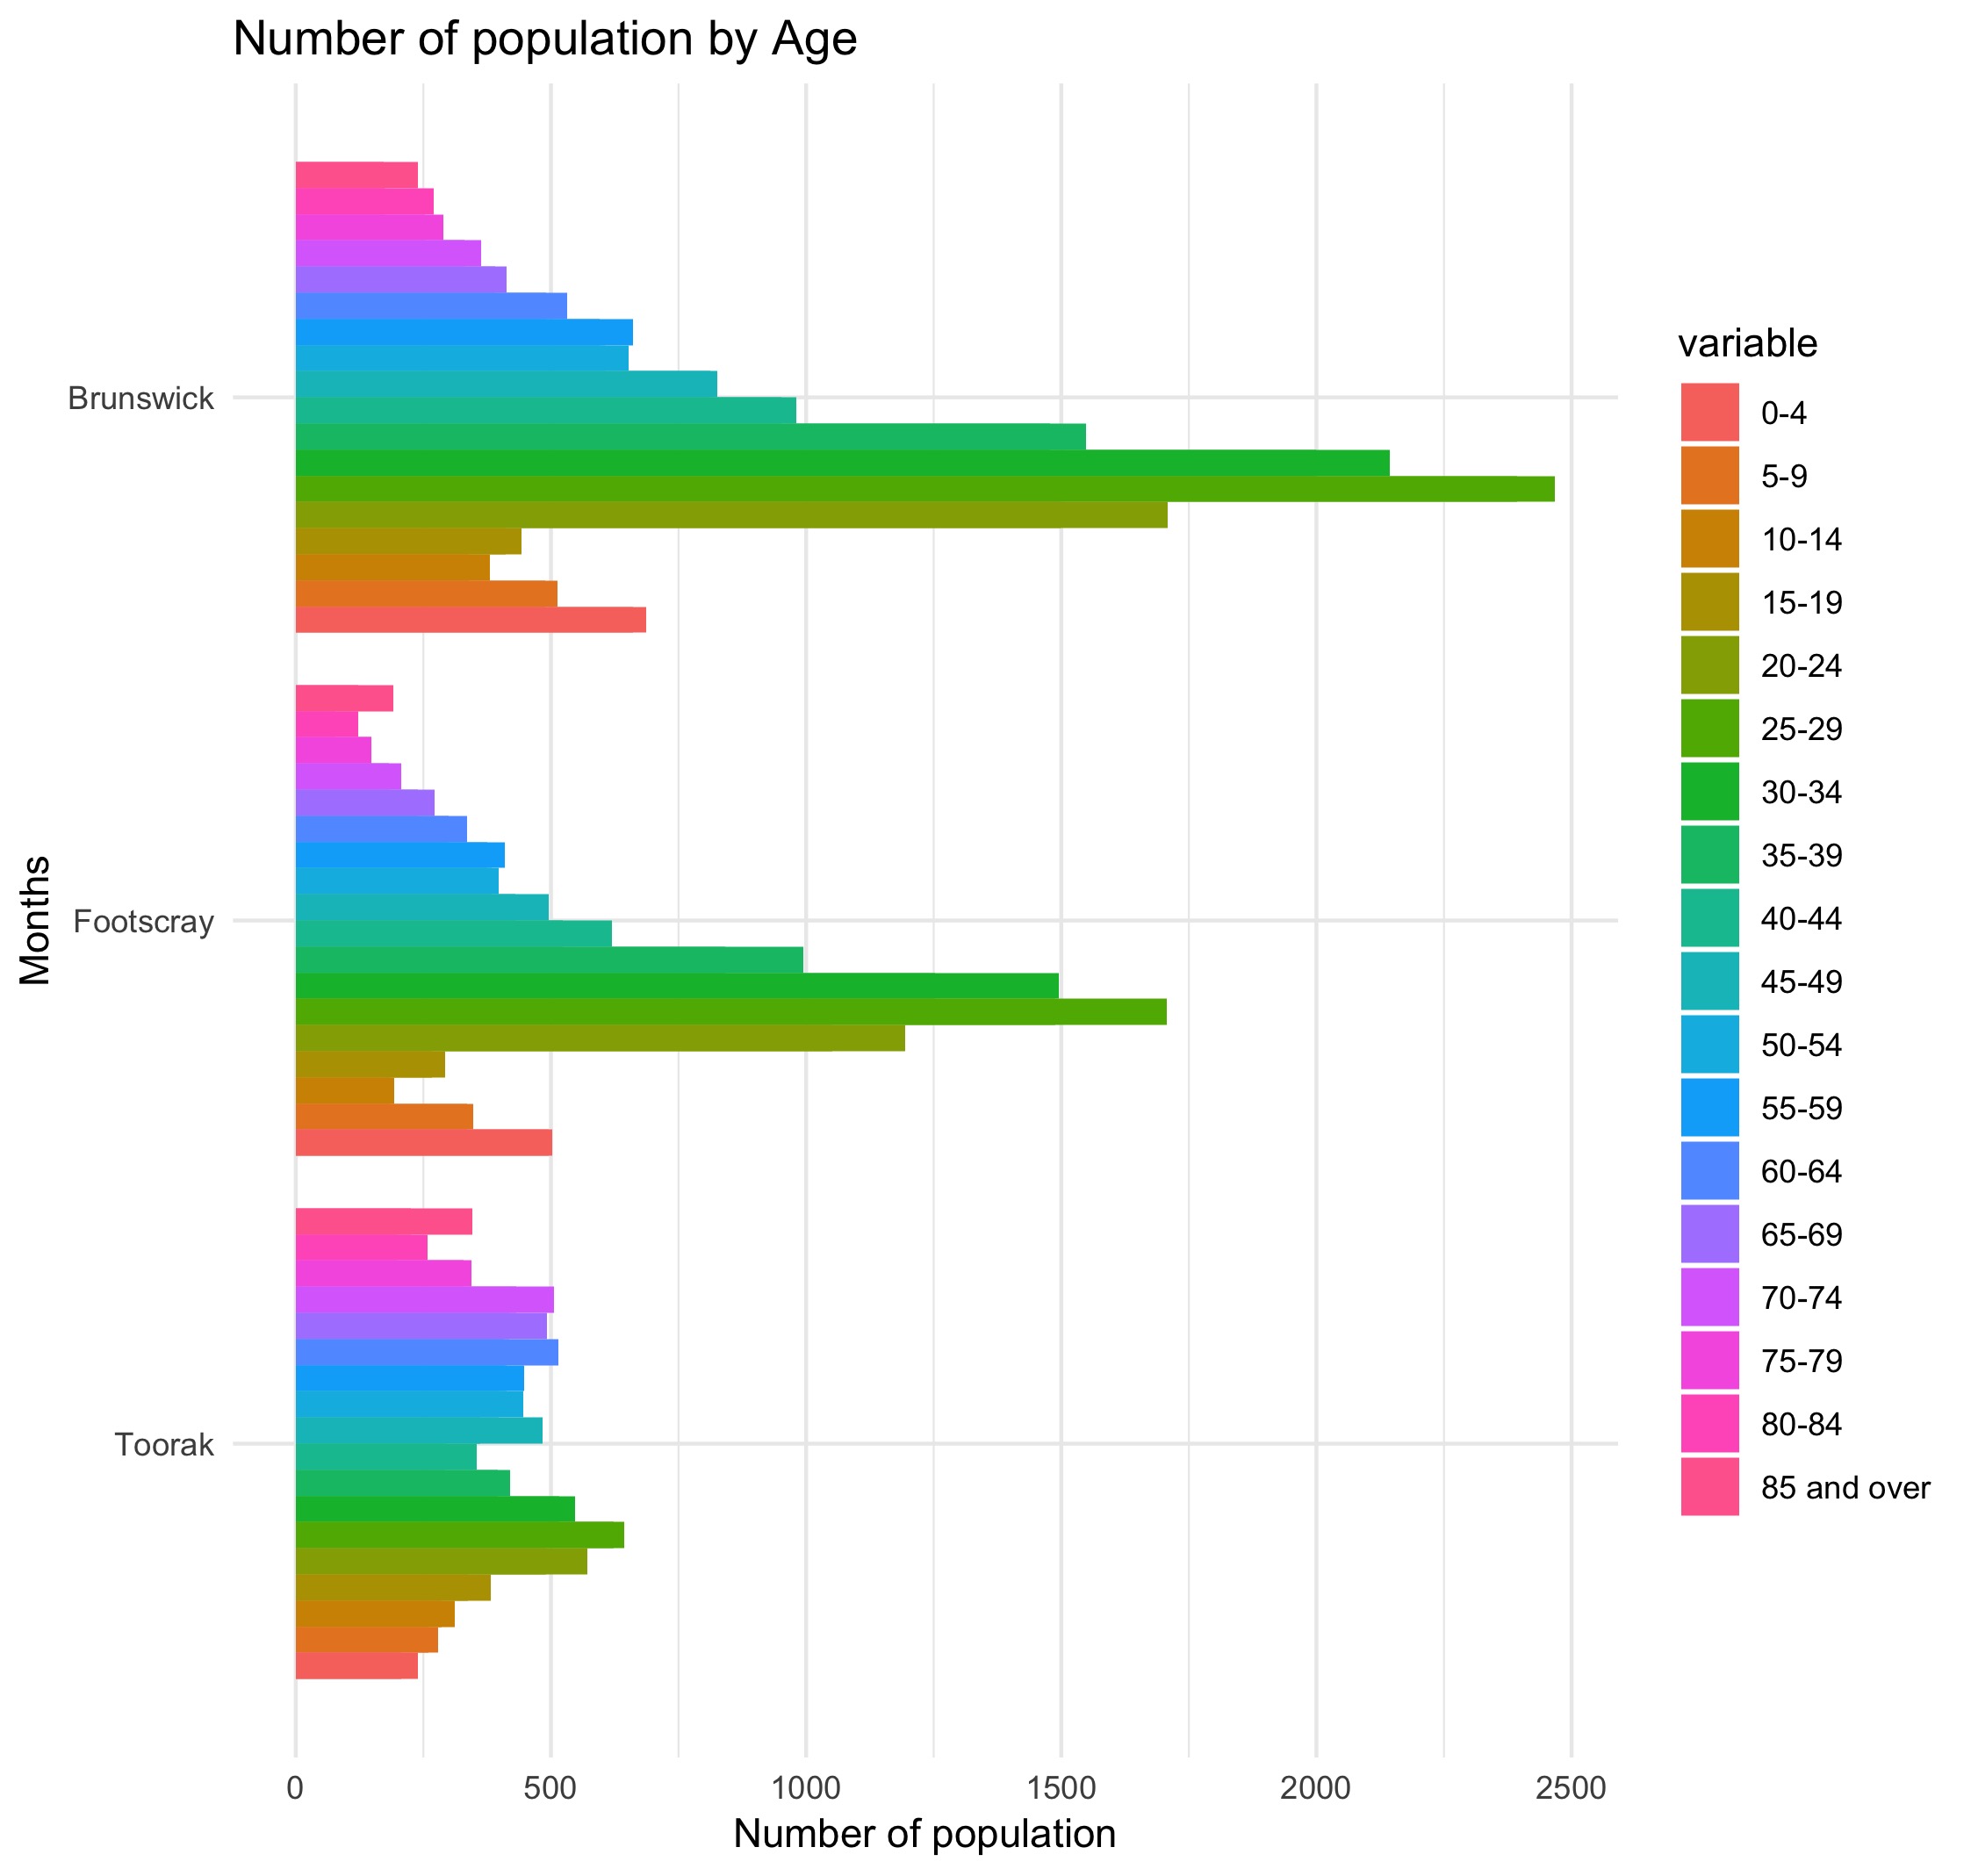 Number of population by Age
Months
Brunswick
Footscray
Toorak
0
500
1000
1500
2000
2500
Number of population
variable
0-4
5-9
10-14
15-19
20-24
25-29
30-34
35-39
40-44
45-49
50-54
55-59
60-64
65-69
70-74
75-79
80-84
85 and over